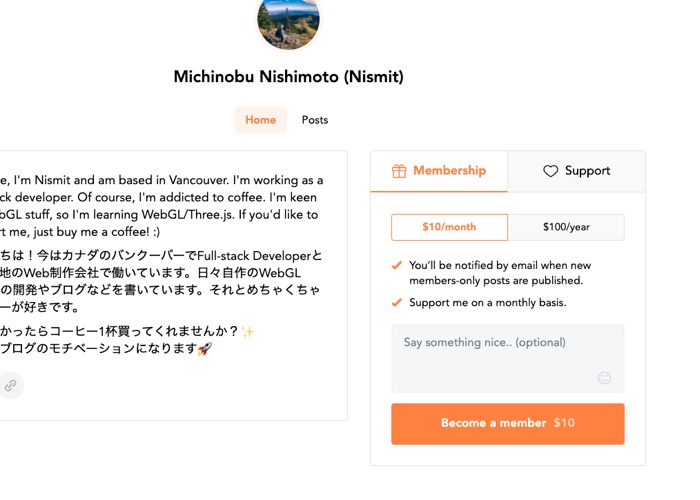 Michinobu Nishimoto (Nismit)
Home
Posts
e, I'm Nismit and am based in Vancouver. I'm working as a
ck developer. Of course, I'm addicted to coffee. I'm keen
bGL stuff, so I'm learning WebGL/Three.js. If you'd like to
rt me, just buy me a coffee! :)
ちは！今はカナダのバンクーバーでFull-stack Developerと
地のWeb制作会社で働いています。日々自作のWebGL
の開発やブログなどを書いています。それとめちゃくちゃ
ーが好きです。
かったらコーヒー1杯買ってくれませんか？✨
ブログのモチベーションになります🚀
Membership
Support
$10/month
$100/year
You'll be notified by email when new
members-only posts are published.
Support me on a monthly basis.
Say something nice.. (optional)
Become a member $10